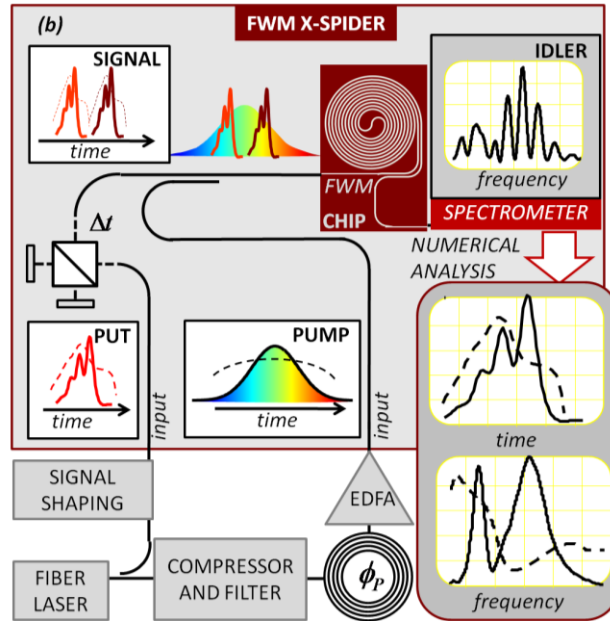 (b)
FWM X-SPIDER
SIGNAL
time
IDLER
frequency
FWM
CHIP
SPECTROMETER
Δt
NUMERICAL
ANALYSIS
PUT
time
input
PUMP
time
input
time
frequency
SIGNAL
SHAPING
EDFA
FIBER
LASER
COMPRESSOR
AND FILTER
ϕP